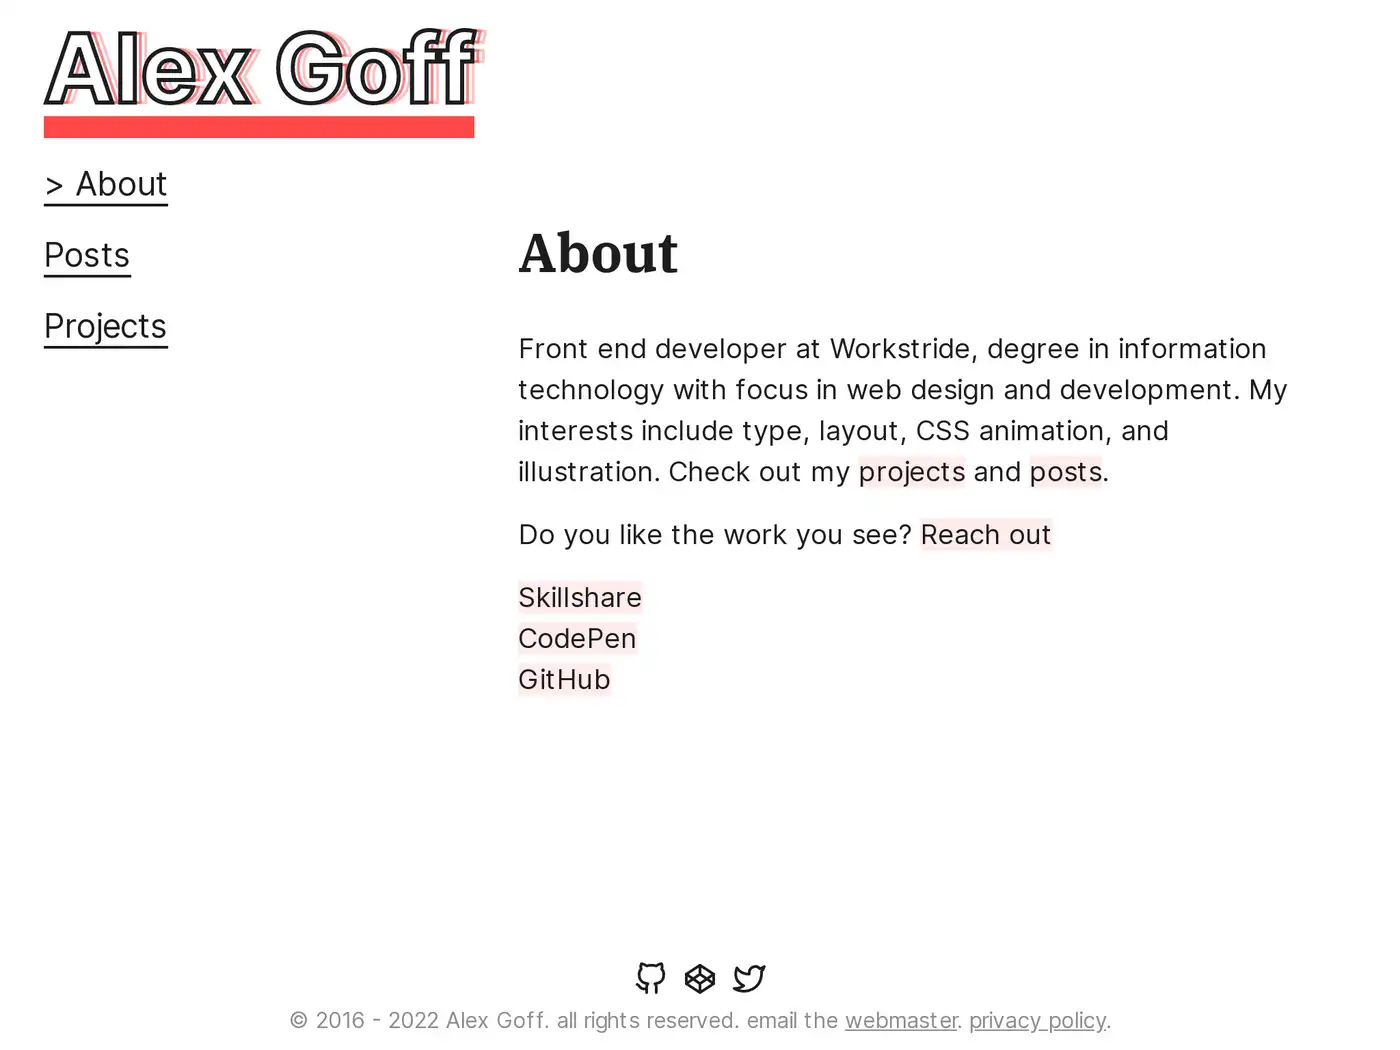 Alex Goff
> About
Posts
Projects
About
Front end developer at Workstride, degree in information
technology with focus in web design and development. My
interests include type, layout, CSS animation, and
illustration. Check out my projects and posts.
Do you like the work you see? Reach out
Skillshare
CodePen
GitHub
© 2016 - 2022 Alex Goff. all rights reserved. email the webmaster. privacy policy.